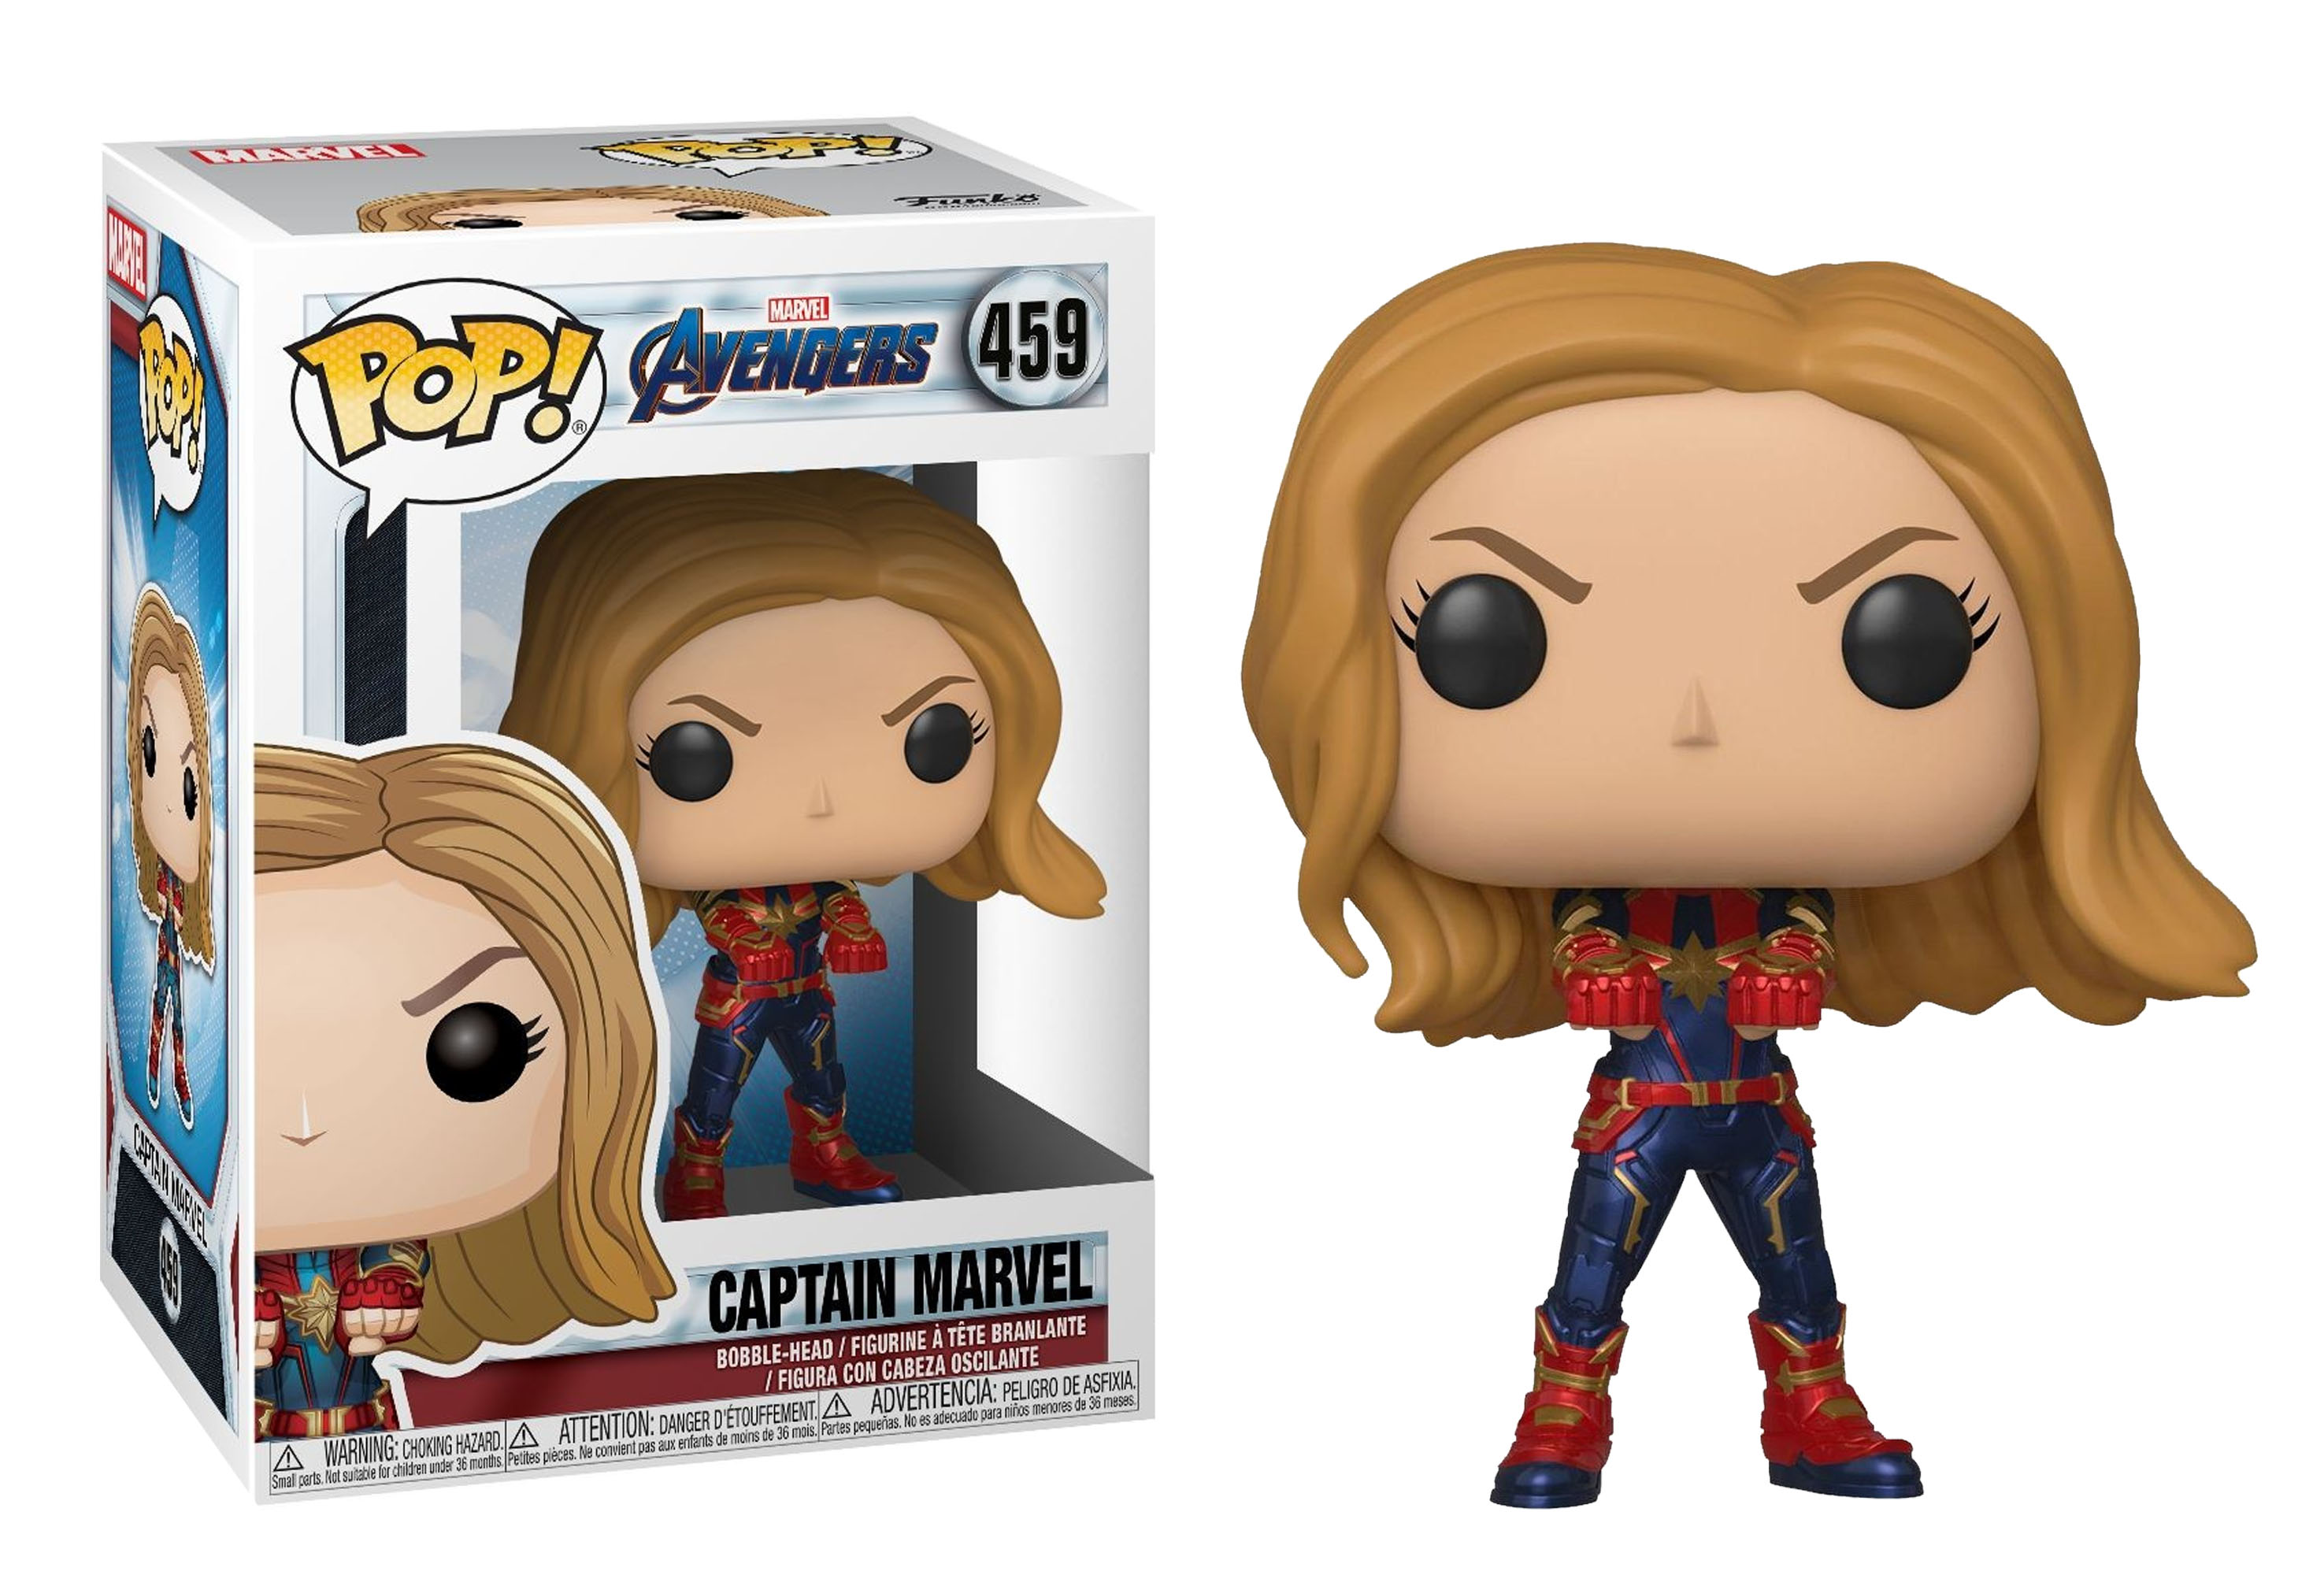 MARVEL
POP!
Funko
MARVEL
POP!
CAPTAIN MARVEL
459
POP!®
MARVEL
AVENGERS
459
CAPTAIN MARVEL
BOBBLE-HEAD / FIGURINE À TÊTE BRANLANTE
/ FIGURA CON CABEZA OSCILANTE
WARNING: CHOKING HAZARD.
Small parts. Not suitable for children under 36 months.
ATTENTION: DANGER D'ÉTOUFFEMENT.
Petites pièces. Ne convient pas aux enfants de moins de 36 mois.
ADVERTENCIA: PELIGRO DE ASFIXIA.
Partes pequeñas. No es adecuado para niños menores de 36 meses.